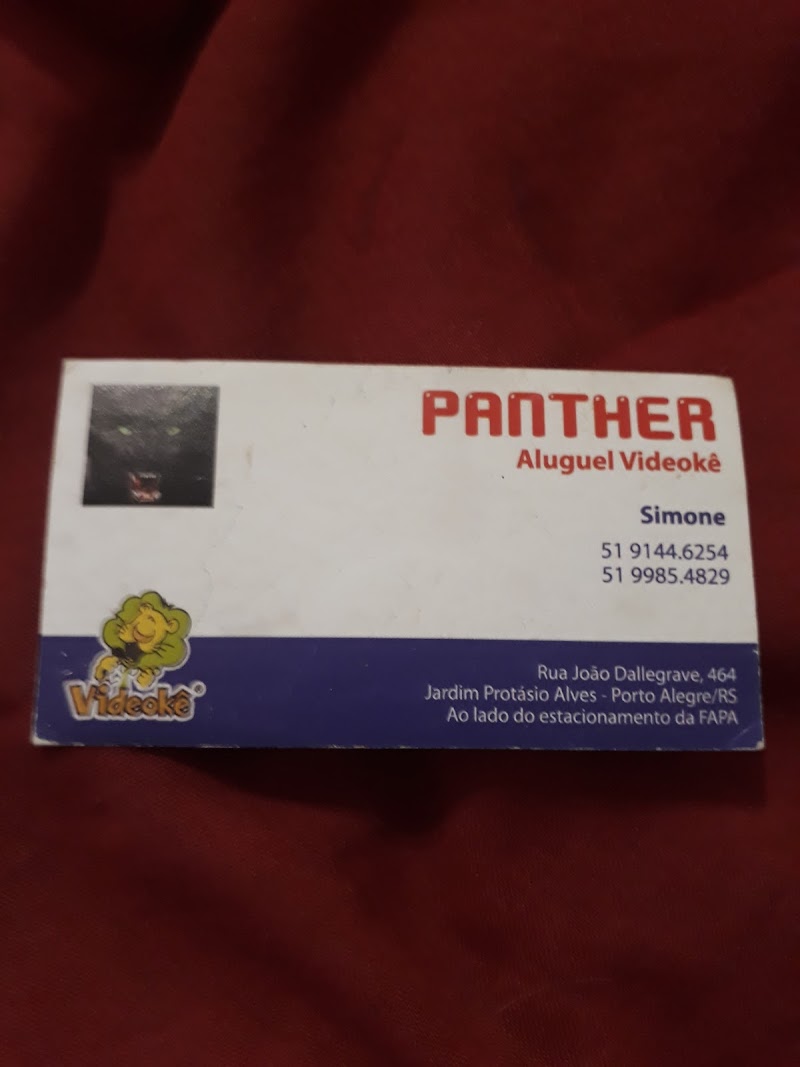 PANTHER
Aluguel Videokê
Simone
51 9144.6254
51 9985.4829
Videokê®
Rua João Dallegrave, 464
Jardim Protásio Alves - Porto Alegre/RS
Ao lado do estacionamento da FAPA